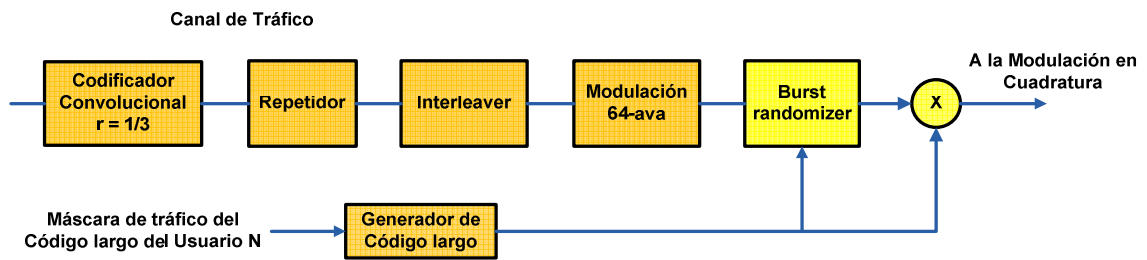 Canal de Tráfico
Codificador
Convolucional
r = 1/3
Repetidor
Interleaver
Modulación
64-ava
Burst
randomizer
X
A la Modulación en
Cuadratura
Máscara de tráfico del
Código largo del Usuario N
Generador de
Código largo